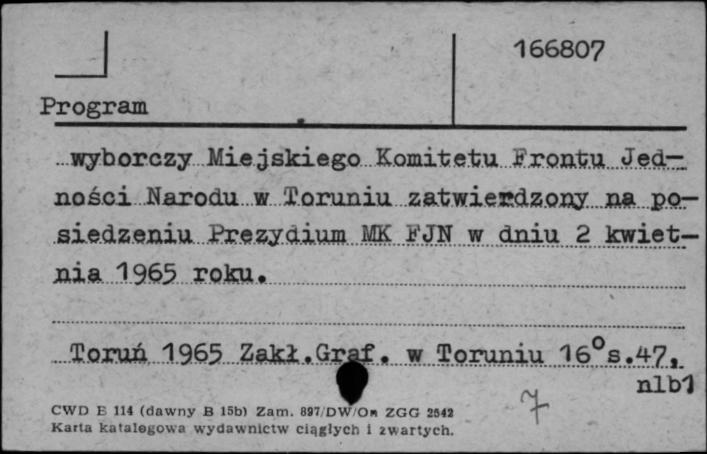 166807
Program
wyborczy Miejskiego Komitetu Frontu Jed-
ności Narodu w Toruniu zatwierdzony na po-
siedzeniu Prezydium MK FJN w dniu 2 kwiet-
nia 1965 roku.
Toruń 1965 Zakł.Graf. w Toruniu 16°s.47,
nlb1
7
CWD E 114 (dawny B 15b) Zam. 897/DW/Om ZGG 2542
Karta katalogowa wydawnictw ciągłych i zwartych.